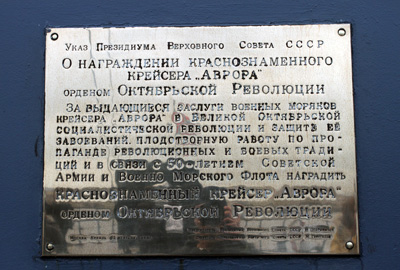 Указ Президиума Верховного Совета СССР
О НАГРАЖДЕНИИ КРАСНОЗНАМЕННОГО
КРЕЙСЕРА „АВРОРА"
ОРДЕНОМ ОКТЯБРЬСКОЙ РЕВОЛЮЦИИ
ЗА ВЫДАЮЩИЕСЯ ЗАСЛУГИ ВОЕННЫХ МОРЯКОВ
КРЕЙСЕРА „АВРОРА" В ВЕЛИКОЙ ОКТЯБРЬСКОЙ
СОЦИАЛИСТИЧЕСКОЙ РЕВОЛЮЦИИ И ЗАЩИТЕ ЕЁ
ЗАВОЕВАНИЙ, ПЛОДОТВОРНУЮ РАБОТУ ПО ПРО-
ПАГАНДЕ РЕВОЛЮЦИОННЫХ И БОЕВЫХ ТРАДИ-
ЦИЙ И В СВЯЗИ С 50-ЛЕТИЕМ СОВЕТСКОЙ
АРМИИ И ВОЕННО МОРСКОГО ФЛОТА НАГРАДИТЬ
КРАСНОЗНАМЕННЫЙ КРЕЙСЕР „АВРОРА"
ОРДЕНОМ ОКТЯБРЬСКОЙ РЕВОЛЮЦИИ